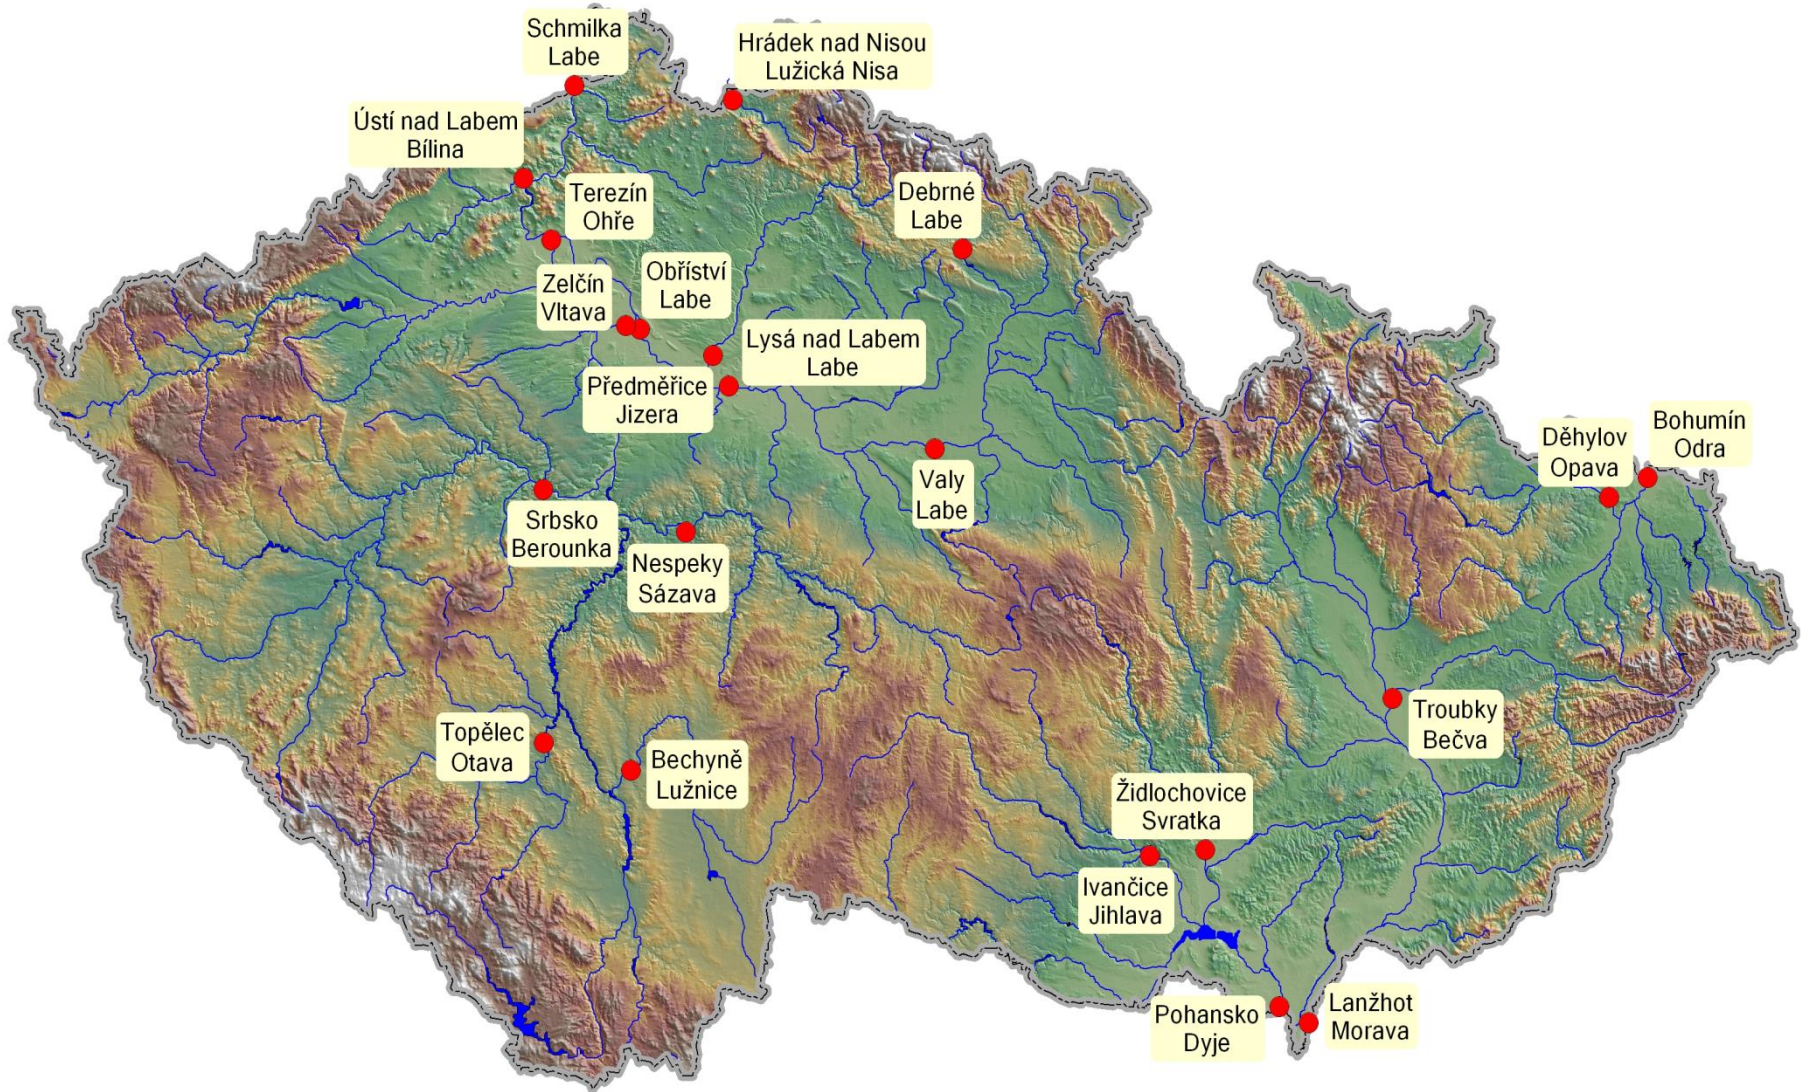 Schmilka
Labe
Hrádek nad Nisou
Lužická Nisa
Ústí nad Labem
Bílina
Terezín
Ohře
Debrné
Labe
Zelčín
Vltava
Obříství
Labe
Lysá nad Labem
Labe
Předměřice
Jizera
Valy
Labe
Děhylov
Opava
Bohumín
Odra
Srbsko
Berounka
Nespeky
Sázava
Topělec
Otava
Bechyně
Lužnice
Troubky
Bečva
Židlochovice
Svratka
Ivančice
Jihlava
Pohansko
Dyje
Lanžhot
Morava